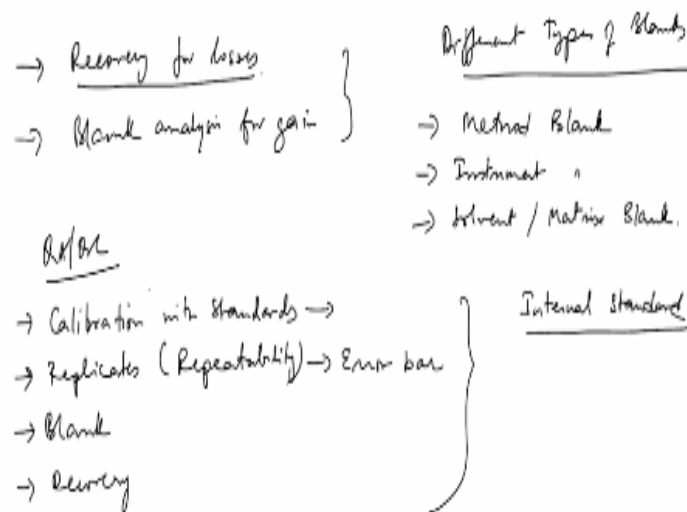 → Recovery for losses
→ Blank analysis for gain
Different Types of Blanks
→ Method Blank
→ Instrument "
→ Solvent / Matrix Blank.
QA/QC
→ Calibration with Standards →
→ Replicates (Repeatability) → Error bar
→ Blank
→ Recovery
Internal Standard